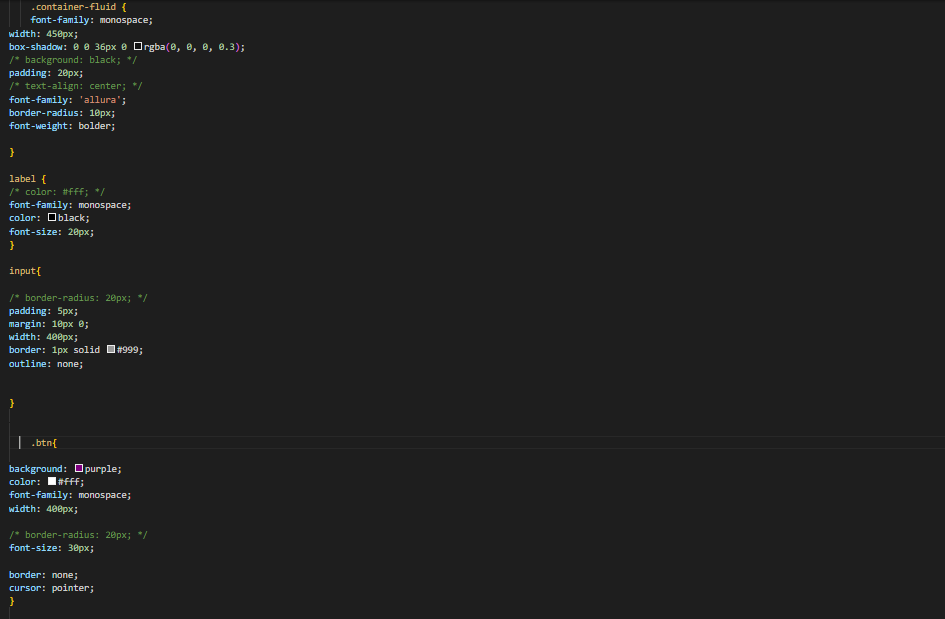 .container-fluid {
font-family: monospace;
width: 450px;
box-shadow: 0 0 36px 0 rgba(0, 0, 0, 0.3);
/* background: black; */
padding: 20px;
/* text-align: center; */
font-family: 'allura';
border-radius: 10px;
font-weight: bolder;
}
label {
/* color: #fff; */
font-family: monospace;
color: black;
font-size: 20px;
}
input{
/* border-radius: 20px; */
padding: 5px;
margin: 10px 0;
width: 400px;
border: 1px solid #999;
outline: none;
}
.btn{
background: purple;
color: #fff;
font-family: monospace;
width: 400px;
/* border-radius: 20px; */
font-size: 30px;
border: none;
cursor: pointer;
}